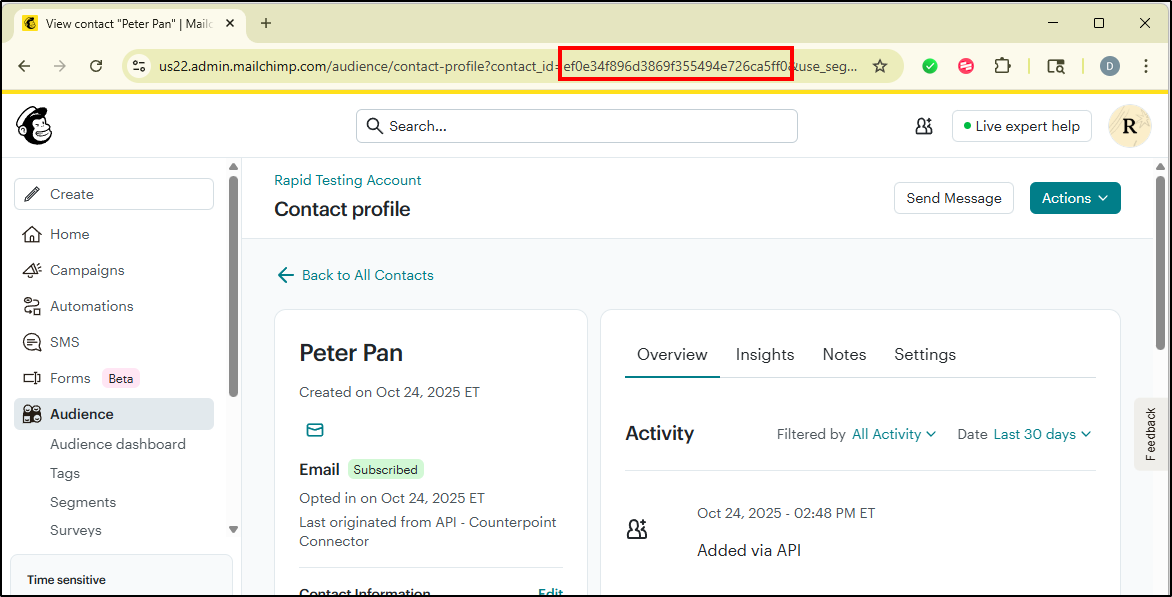 View contact "Peter Pan" | Mailc
us22.admin.mailchimp.com/audience/contact-profile?contact_id=ef0e34f896d3869f355494e726ca5ff0&use_seg...
D
Search...
Live expert help
R
Create
Home
Campaigns
Automations
SMS
Forms Beta
Audience
Audience dashboard
Tags
Segments
Surveys
Time sensitive
Rapid Testing Account
Contact profile
Send Message
Actions
Back to All Contacts
Peter Pan
Created on Oct 24, 2025 ET
Email Subscribed
Opted in on Oct 24, 2025 ET
Last originated from API - Counterpoint
Connector
Contact Information Edit
Overview Insights Notes Settings
Activity Filtered by All Activity Date Last 30 days
Oct 24, 2025 - 02:48 PM ET
Added via API
Feedback